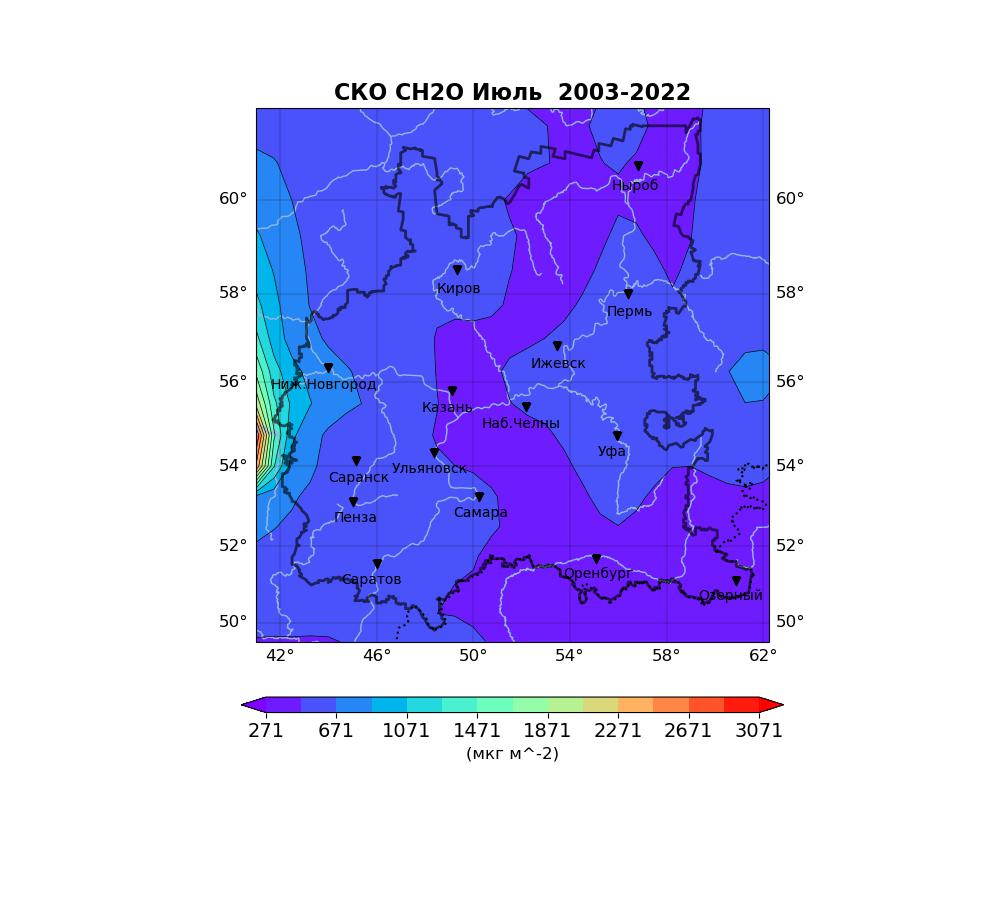 СКО CH2O Июль  2003-2022
Ныроб
60° 60°
Киров
58° 58°
Пермь
Ижевск
Ниж.Новгород
56° 56°
Казань
Наб.Челны
Уфа
54° 54°
Ульяновск
Саранск
Самара
Пенза
52° 52°
Оренбург
Саратов
Озерный
50° 50°
42° 46° 50° 54° 58° 62°
271 671 1071 1471 1871 2271 2671 3071
(мкг м^-2)